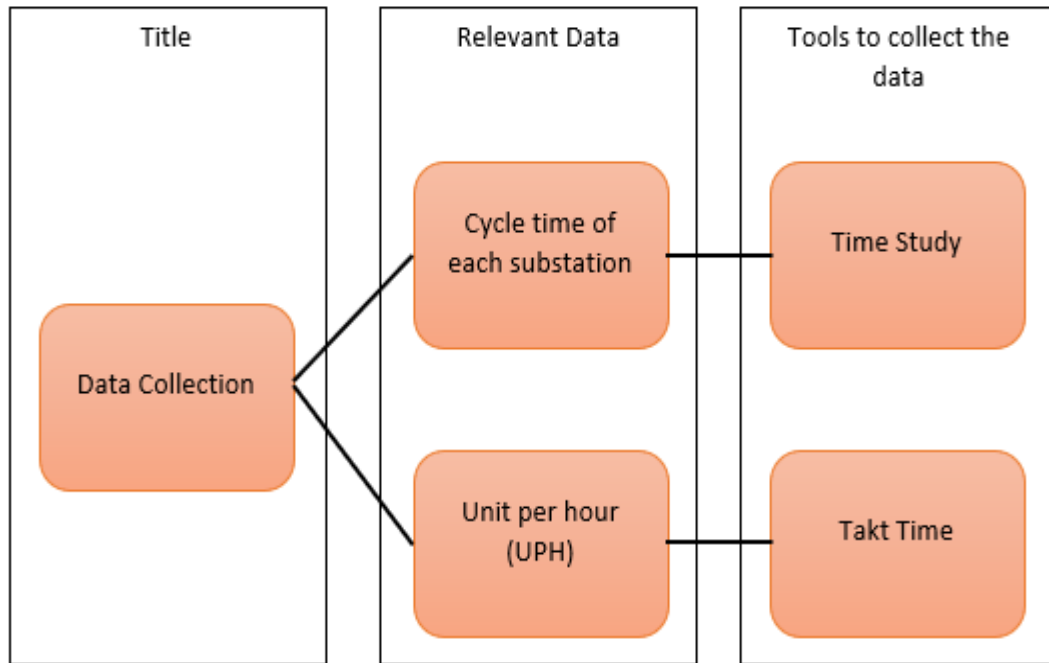 Title
Relevant Data
Tools to collect the
data
Data Collection
Cycle time of
each substation
Time Study
Unit per hour
(UPH)
Takt Time